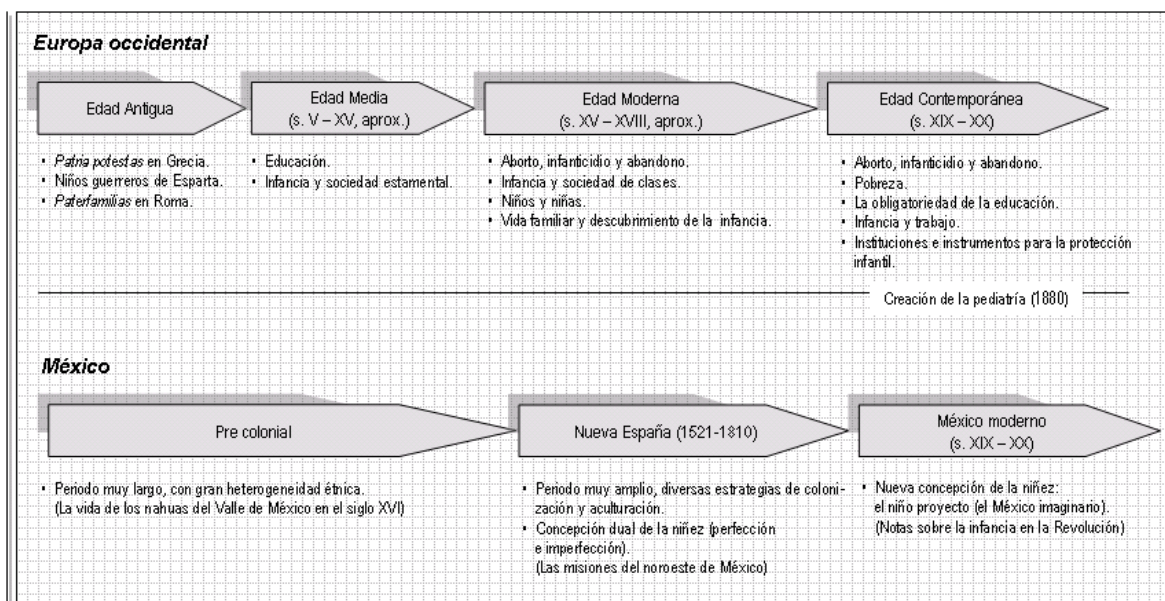 Europa occidental
Edad Antigua
Edad Media
(s. V – XV, aprox.)
Edad Moderna
(s. XV – XVIII, aprox.)
Edad Contemporánea
(s. XIX – XX)
• Patria potestas en Grecia.
• Niños guerreros de Esparta.
• Paterfamilias en Roma.
• Educación.
• Infancia y sociedad estamental.
• Aborto, infanticidio y abandono.
• Infancia y sociedad de clases.
• Niños y niñas.
• Vida familiar y descubrimiento de la infancia.
• Aborto, infanticidio y abandono.
• Pobreza.
• La obligatoriedad de la educación.
• Infancia y trabajo.
• Instituciones e instrumentos para la protección
infantil.
Creación de la pediatría (1880)
México
Pre colonial
Nueva España (1521-1810)
México moderno
(s. XIX – XX)
• Periodo muy largo, con gran heterogeneidad étnica.
(La vida de los nahuas del Valle de México en el siglo XVI)
• Periodo muy amplio, diversas estrategias de coloni-
zación y aculturación.
• Concepción dual de la niñez (perfección
e imperfección).
(Las misiones del noroeste de México)
• Nueva concepción de la niñez:
el niño proyecto (el México imaginario).
(Notas sobre la infancia en la Revolución)